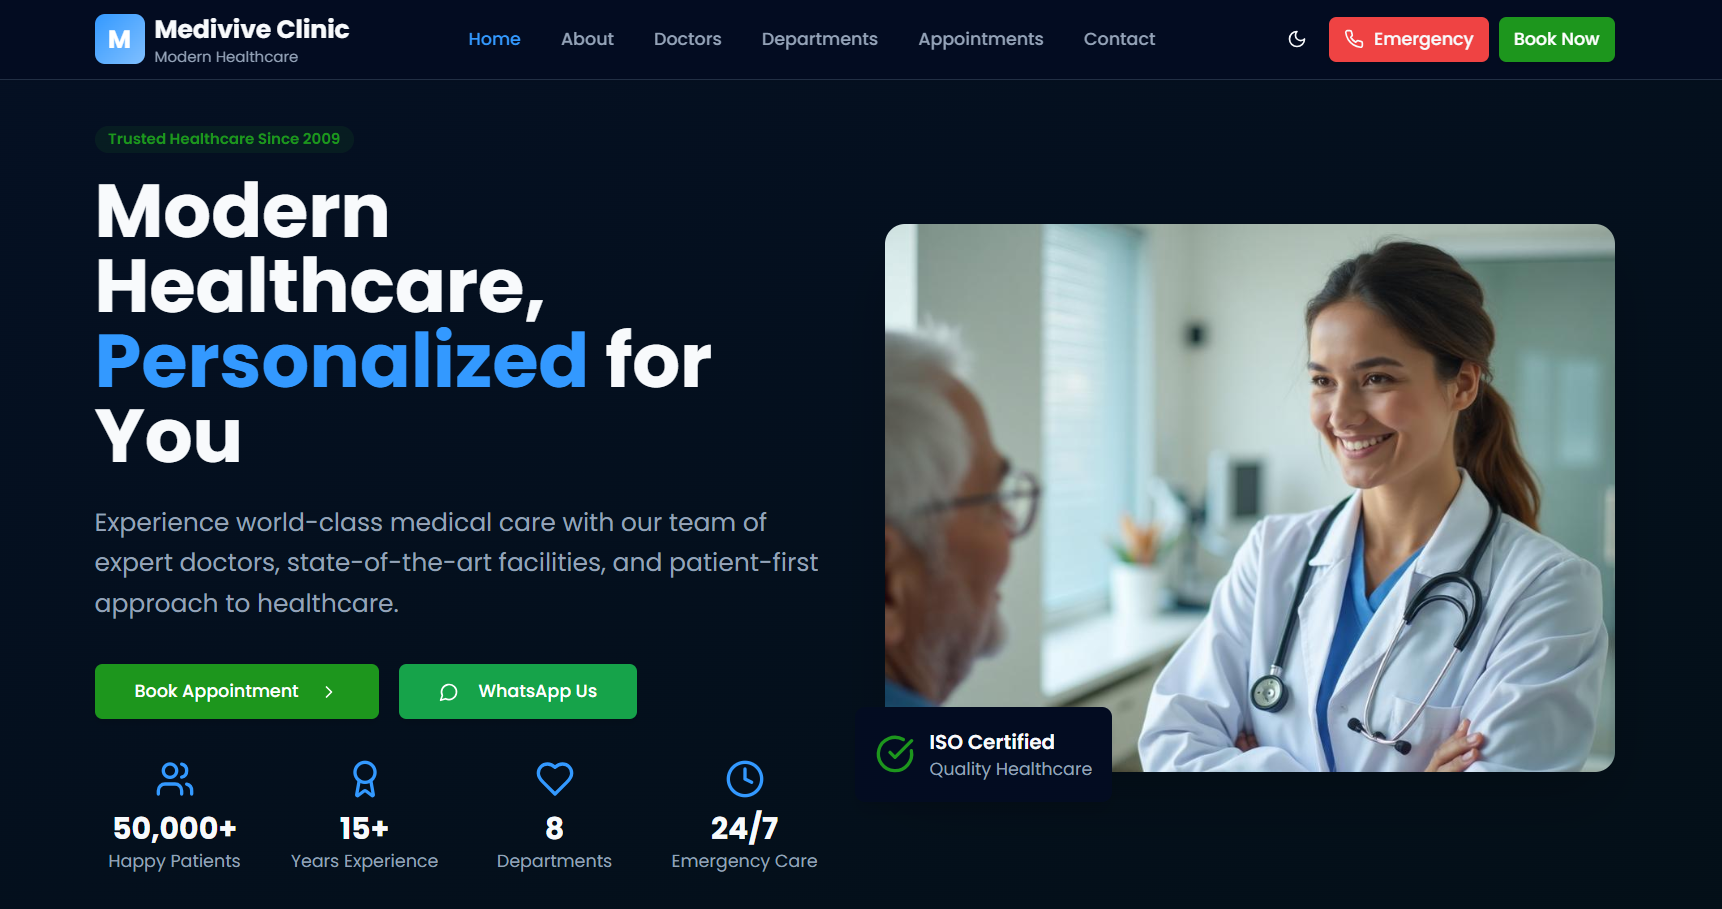 M
Medivive Clinic
Modern Healthcare
Home
About
Doctors
Departments
Appointments
Contact
Emergency
Book Now
Trusted Healthcare Since 2009
Modern
Healthcare,
Personalized for
You
Experience world-class medical care with our team of
expert doctors, state-of-the-art facilities, and patient-first
approach to healthcare.
Book Appointment
WhatsApp Us
50,000+
Happy Patients
15+
Years Experience
8
Departments
24/7
Emergency Care
ISO Certified
Quality Healthcare